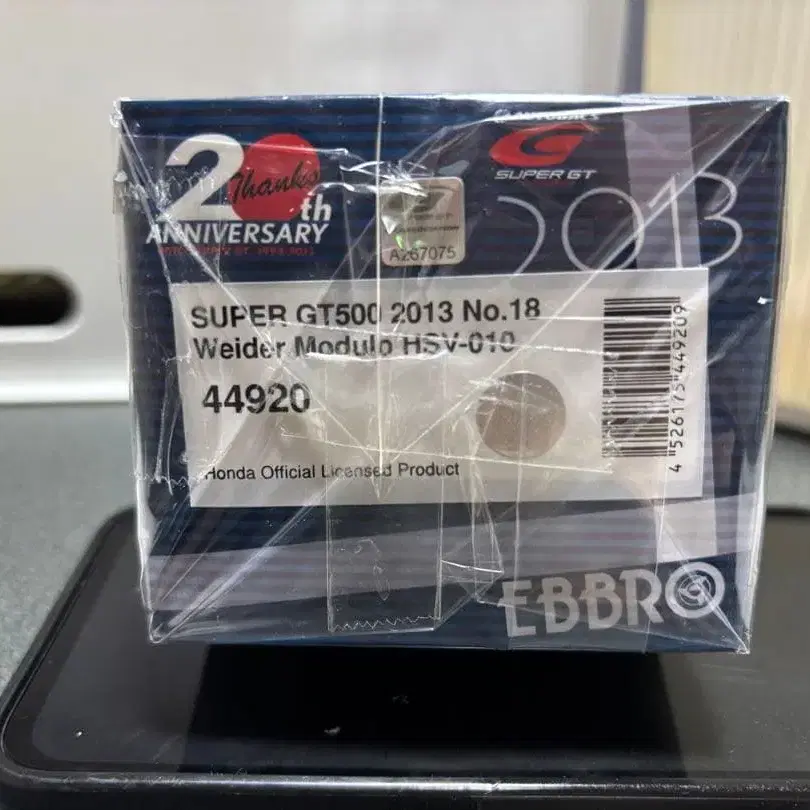 20th
Thanks
ANNIVERSARY
AUTOBACS
SUPER GT
2013
A267075
SUPER GT500 2013 No.18
Weider Modulo HSV-010
44920
4 526175 449209
Honda Official Licensed Product
EBBRO